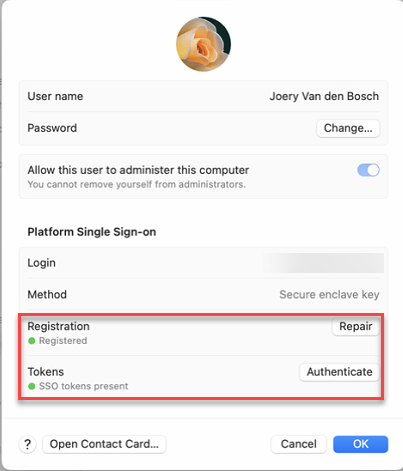 User name Joery Van den Bosch
Password Change...
Allow this user to administer this computer
You cannot remove yourself from administrators.
Platform Single Sign-on
Login
Method Secure enclave key
Registration Repair
Registered
Tokens Authenticate
SSO tokens present
? Open Contact Card... Cancel OK